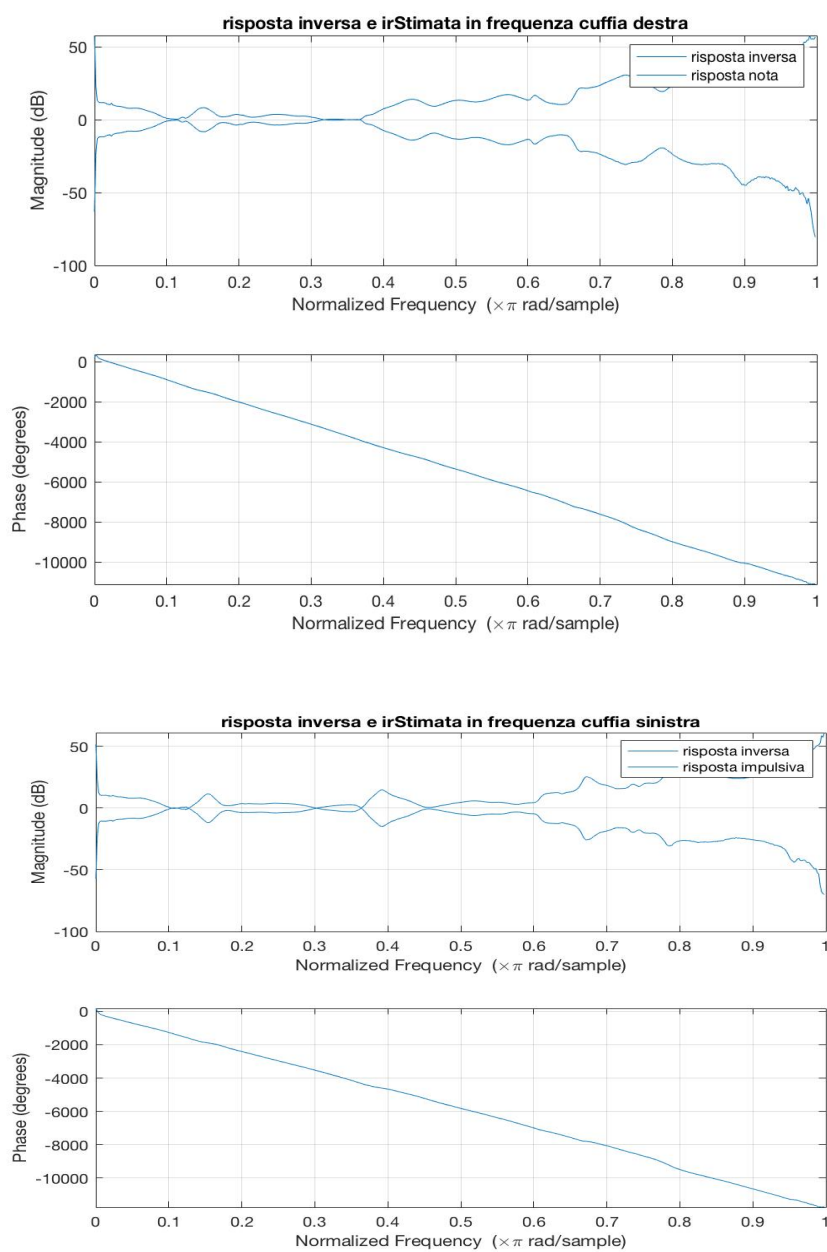 risposta inversa e irStimata in frequenza cuffia destra
50
0
-50
-100
Magnitude (dB)
risposta inversa
risposta nota
0 0.1 0.2 0.3 0.4 0.5 0.6 0.7 0.8 0.9 1
Normalized Frequency (×π rad/sample)
0
-2000
-4000
-6000
-8000
-10000
Phase (degrees)
0 0.1 0.2 0.3 0.4 0.5 0.6 0.7 0.8 0.9 1
Normalized Frequency (×π rad/sample)
risposta inversa e irStimata in frequenza cuffia sinistra
50
0
-50
-100
Magnitude (dB)
risposta inversa
risposta impulsiva
0 0.1 0.2 0.3 0.4 0.5 0.6 0.7 0.8 0.9 1
Normalized Frequency (×π rad/sample)
0
-2000
-4000
-6000
-8000
-10000
Phase (degrees)
0 0.1 0.2 0.3 0.4 0.5 0.6 0.7 0.8 0.9 1
Normalized Frequency (×π rad/sample)